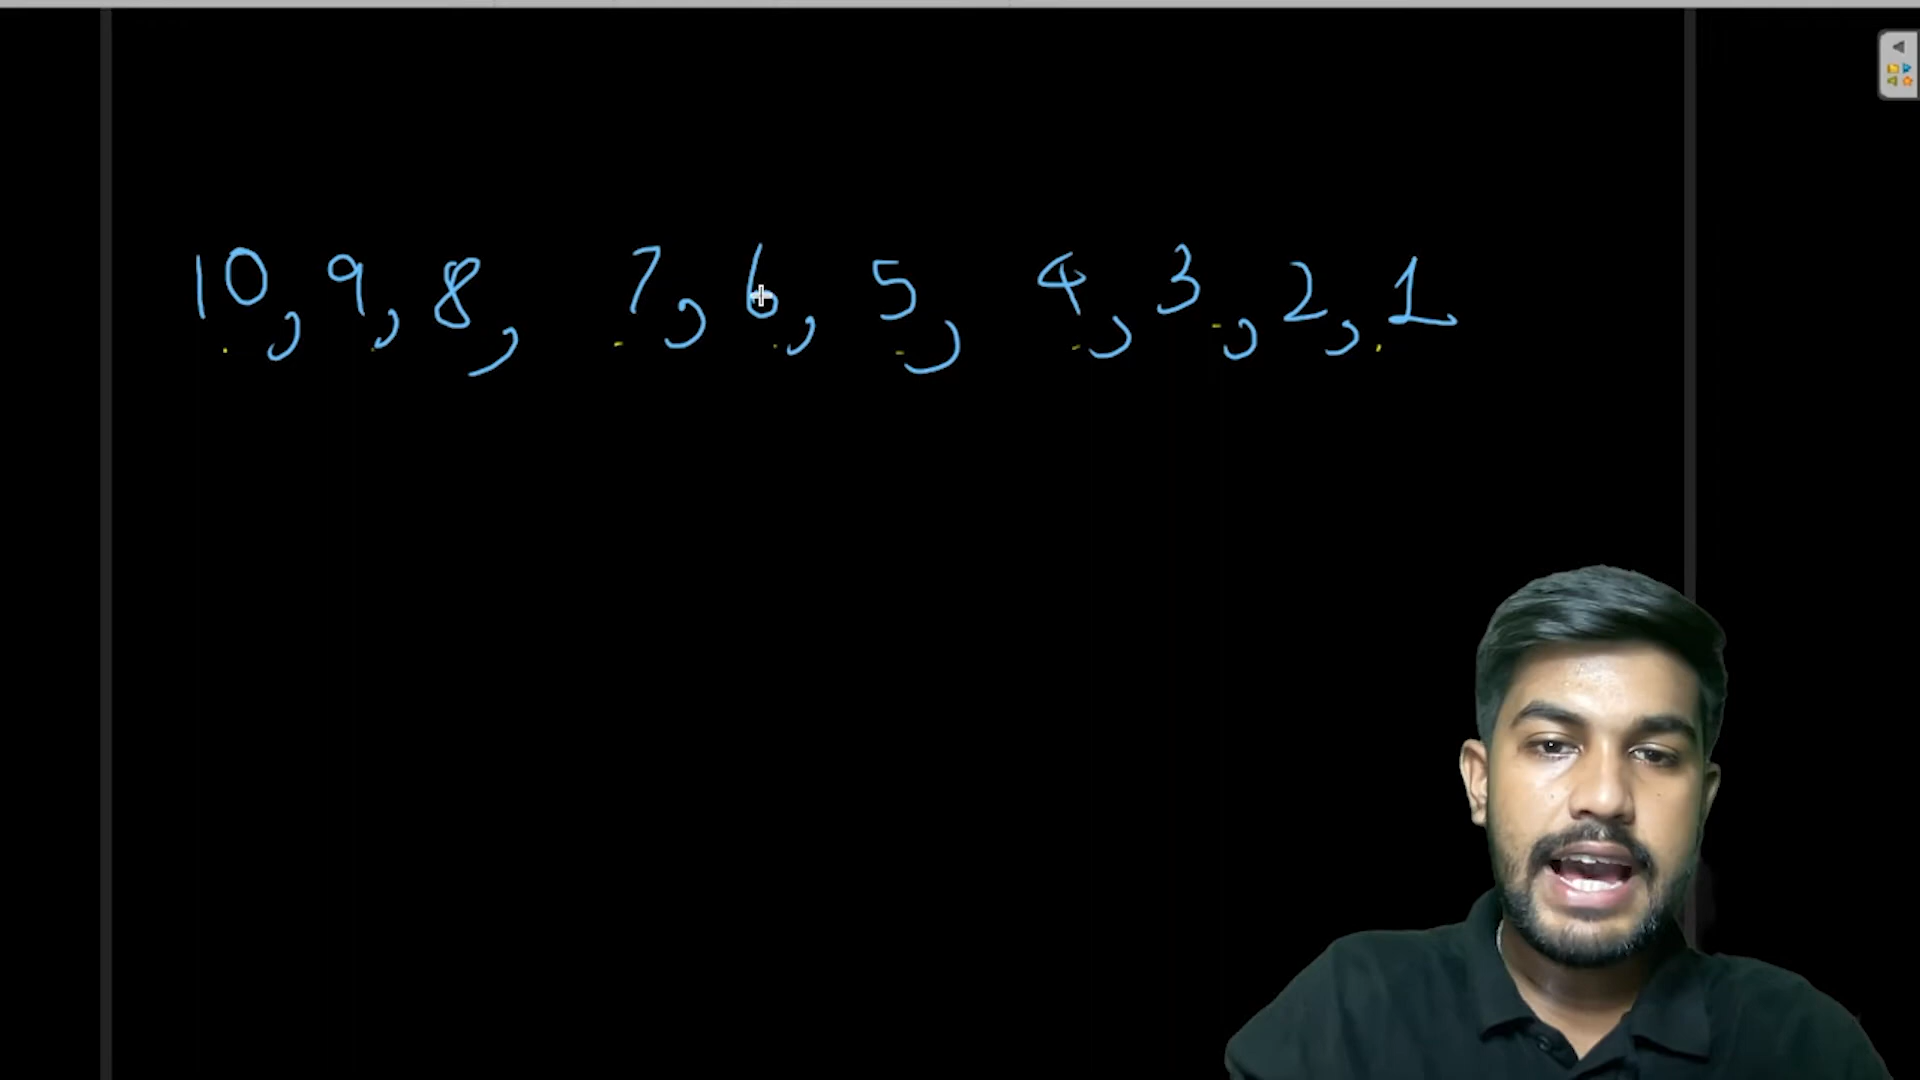 10, 9, 8, 7, 6, 5, 4, 3, 2, 1